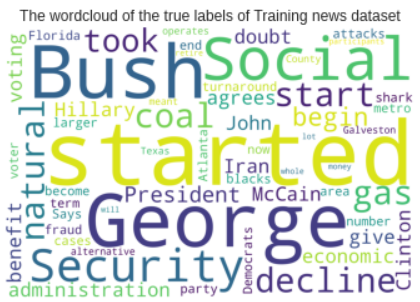 The wordcloud of the true labels of Training news dataset
Florida
took
operates
end
retire
doubt
attacks
participants
voting
Bush
Social
County
meant
turnaround
agrees
start
shark
metro
Hillary
larger
coal
John
begin
Galveston
natural
started
voter
Texas
Atlanta
Iran
now
lot
blacks
whole
money
President McCain
area
gas
benefit
become
term
Says
will
George
number
fraud
give
Clinton
cases
Security
Democrats
economic
alternative
decline
administration
party